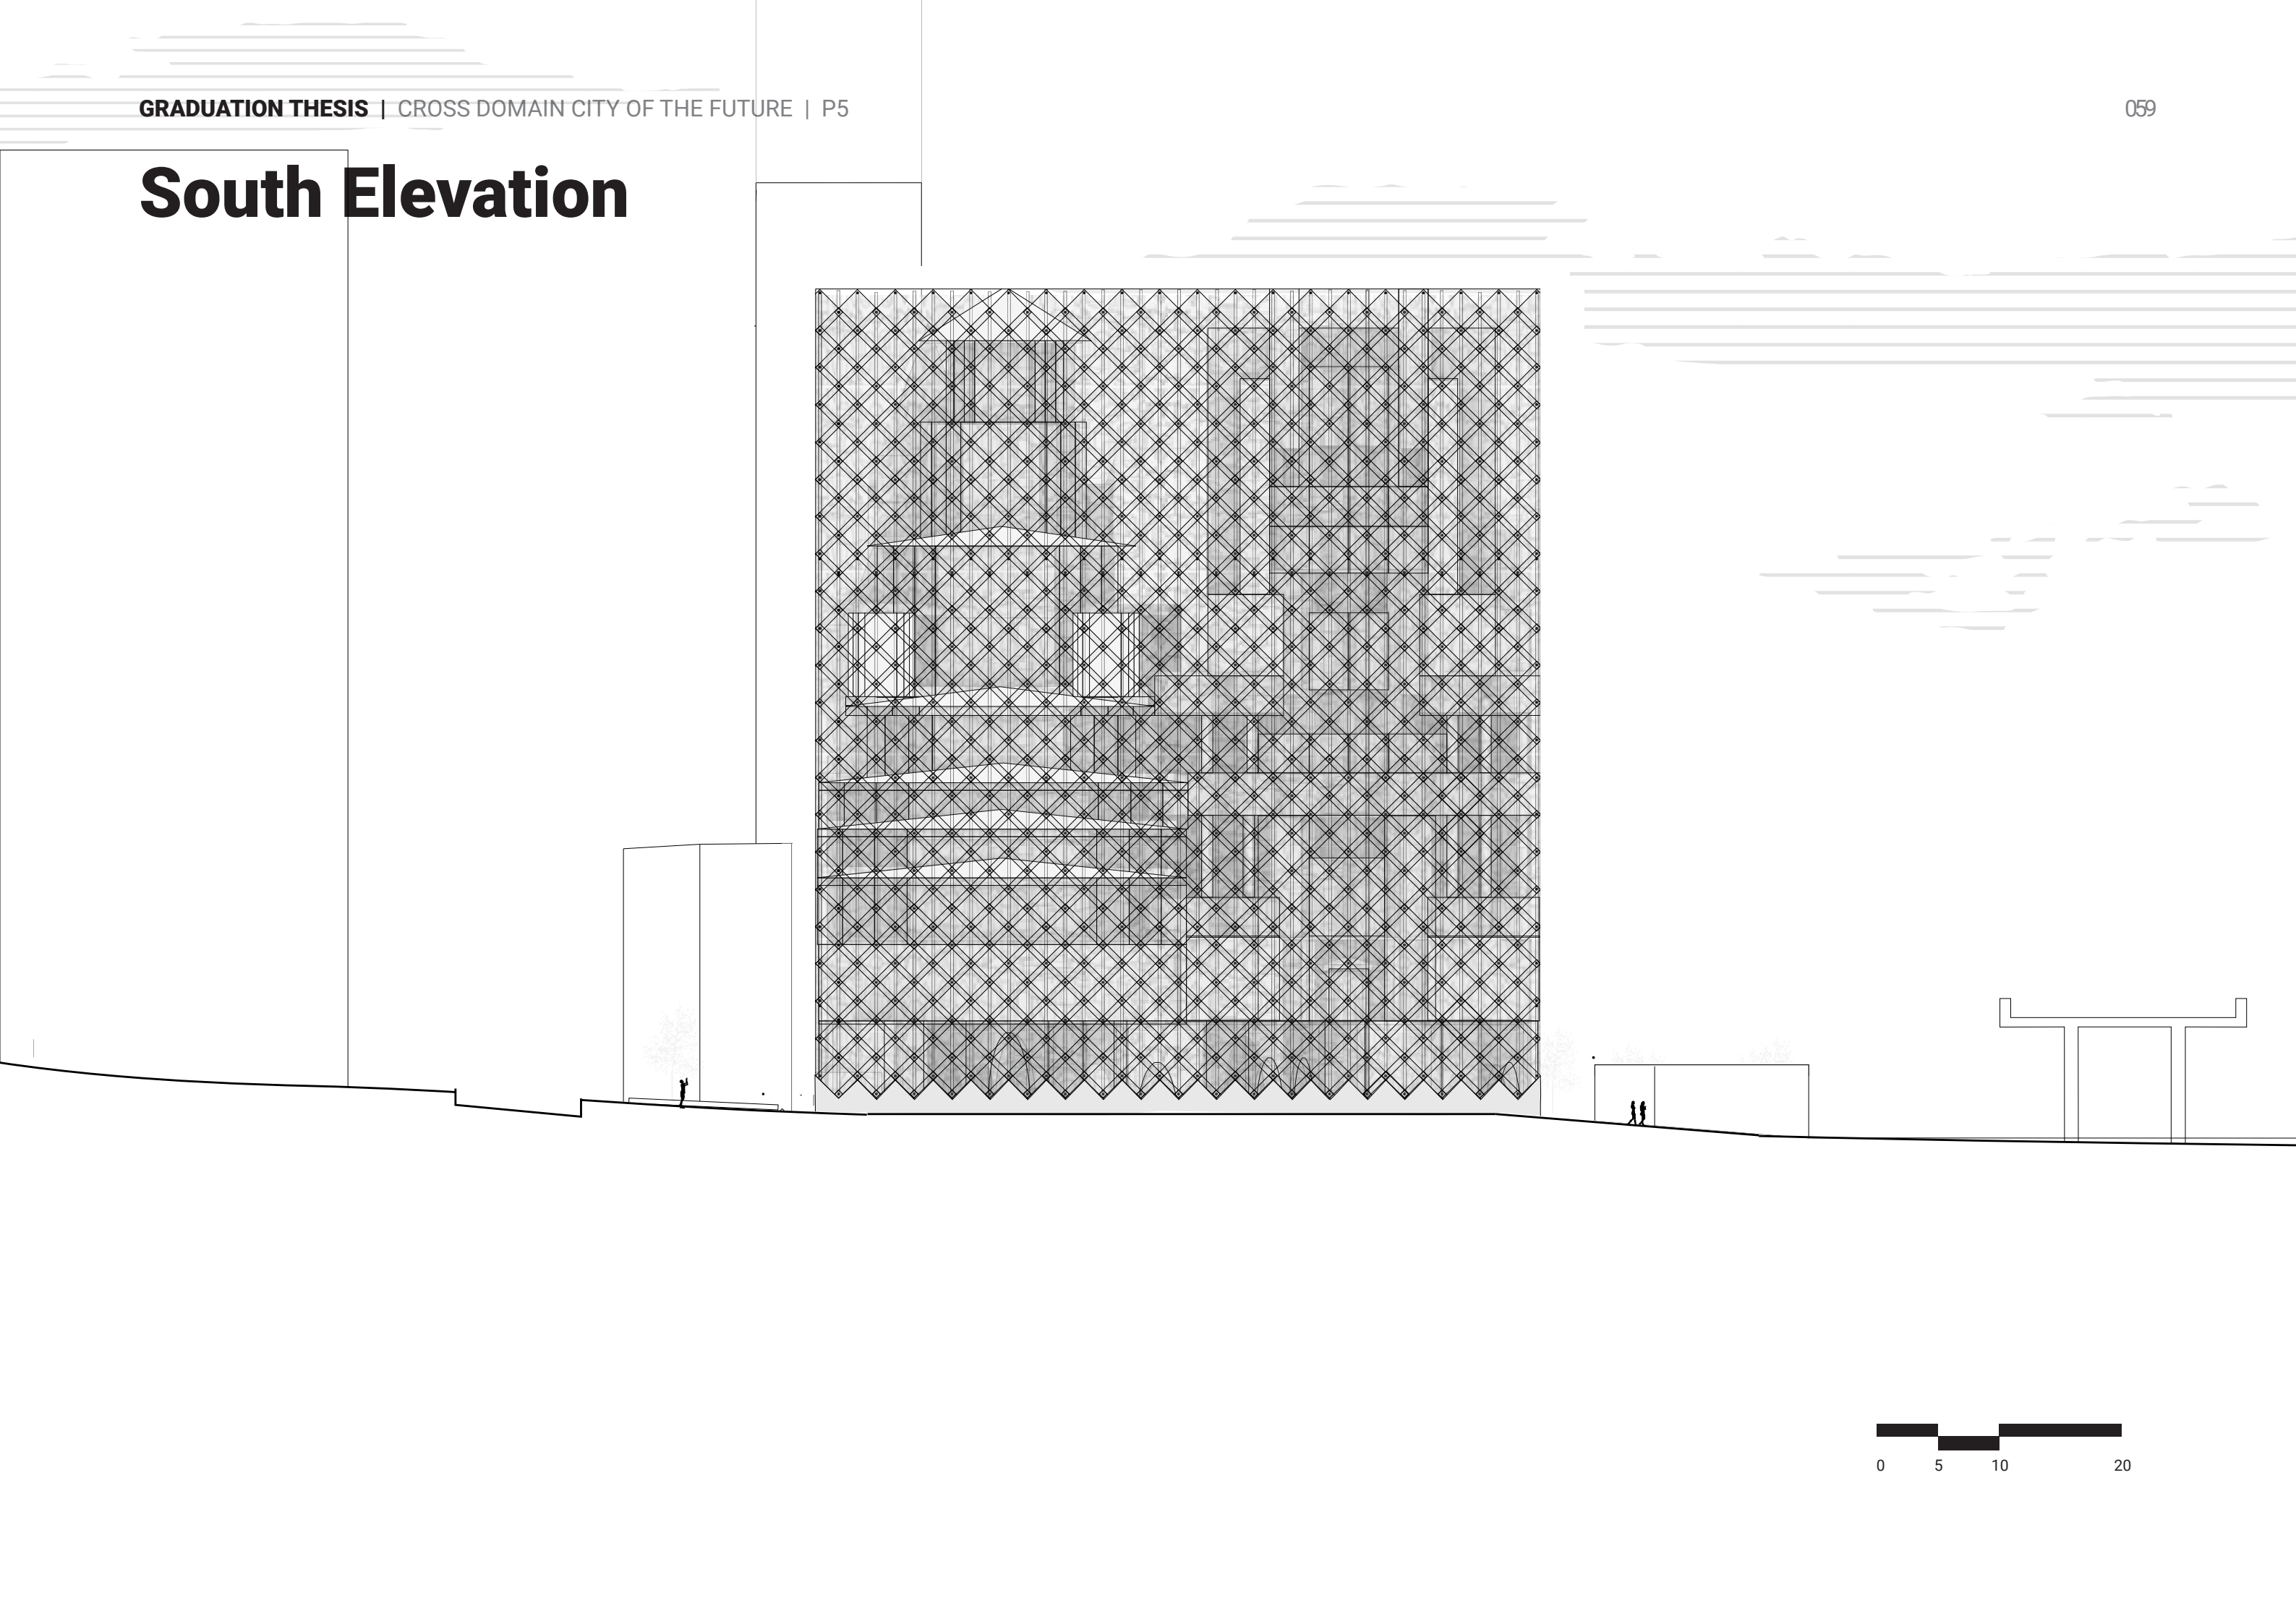 GRADUATION THESIS | CROSS DOMAIN CITY OF THE FUTURE | P5
059
South Elevation
0 5 10 20